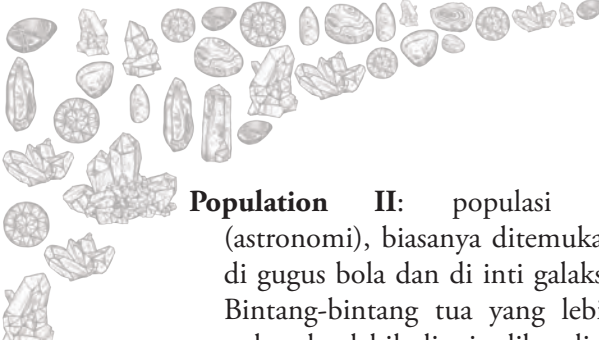 Population II: populasi
(astronomi), biasanya ditemuka
di gugus bola dan di inti galaks
Bintang-bintang tua yang lebi